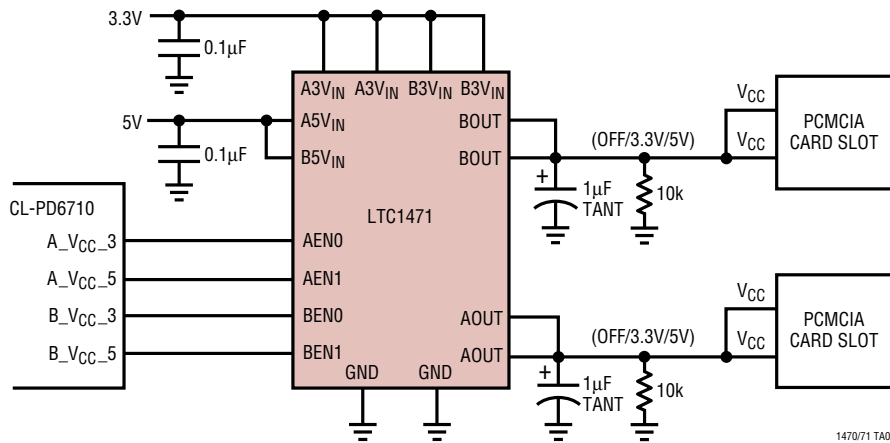 3.3V
0.1µF
A3VIN A3VIN B3VIN B3VIN
5V
A5VIN
0.1µF
B5VIN
BOUT
BOUT
(OFF/3.3V/5V)
VCC
VCC
PCMCIA
CARD SLOT
+
1µF
TANT
10k
LTC1471
CL-PD6710
A_VCC_3
A_VCC_5
B_VCC_3
B_VCC_5
AEN0
AEN1
BEN0
BEN1
GND GND
AOUT
AOUT
(OFF/3.3V/5V)
VCC
VCC
PCMCIA
CARD SLOT
+
1µF
TANT
10k
1470/71 TA0